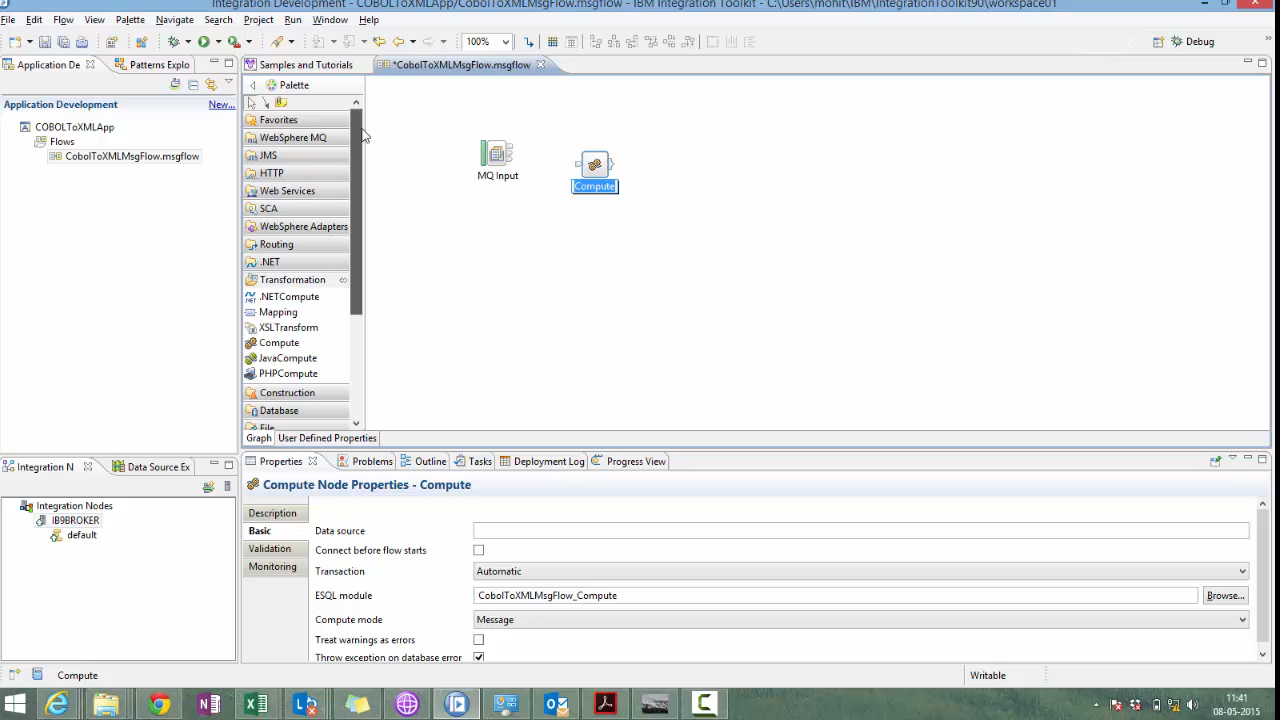 Integration Development - COBOLToXMLApp/CobolToXMLMsgFlow.msgflow - IBM Integration Toolkit - C:\Users\mohit\IBM\IntegrationToolkit90\workspace01
File Edit Flow View Palette Navigate Search Project Run Window Help
100% Debug
Application De Patterns Explo Samples and Tutorials *CobolToXMLMsgFlow.msgflow
Application Development New...
COBOLToXMLApp
Flows
CobolToXMLMsgFlow.msgflow
Palette
Favorites
WebSphere MQ
JMS
HTTP
Web Services
SCA
WebSphere Adapters
Routing
.NET
Transformation
.NETCompute
Mapping
XSLTransform
Compute
JavaCompute
PHPCompute
Construction
Database
File
MQ Input
Compute
Graph User Defined Properties
Integration N Data Source Ex
Integration Nodes
IB9BROKER
default
Properties Problems Outline Tasks Deployment Log Progress View
Compute Node Properties - Compute
Description
Basic
Validation
Monitoring
Data source
Connect before flow starts
Transaction Automatic
ESQL module CobolToXMLMsgFlow_Compute Browse...
Compute mode Message
Treat warnings as errors
Throw exception on database error
Compute Writable
11:41
08-05-2015